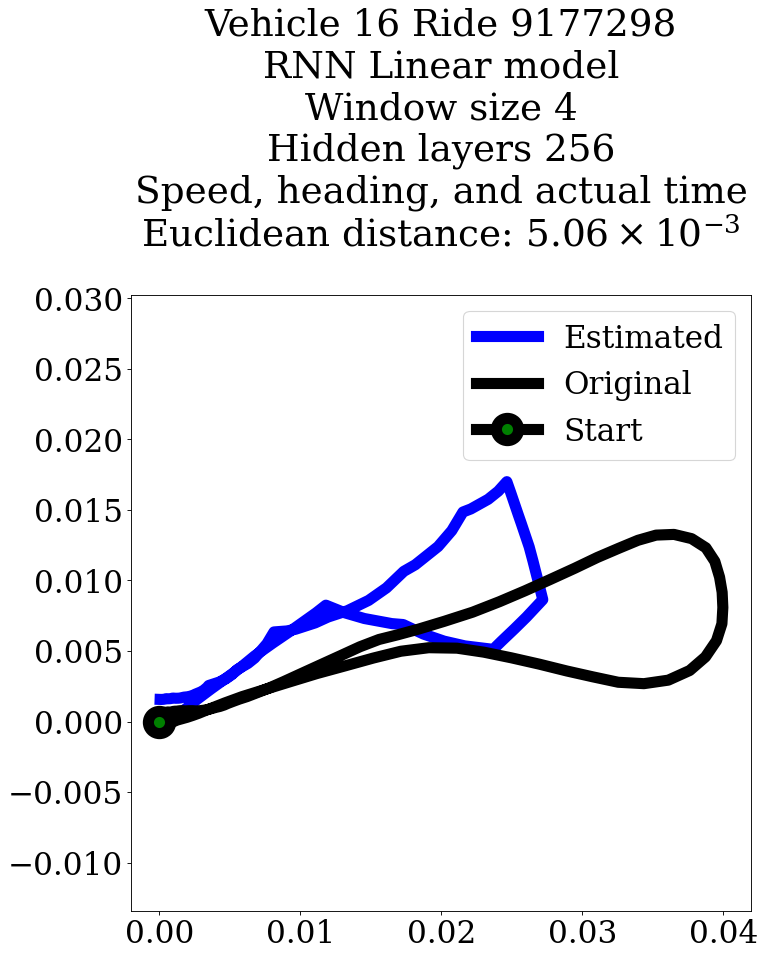 Vehicle 16 Ride 9177298
RNN Linear model
Window size 4
Hidden layers 256
Speed, heading, and actual time
Euclidean distance: 5.06 × 10⁻³
0.030
0.025
0.020
0.015
0.010
0.005
0.000
−0.005
−0.010
Estimated
Original
Start
0.00 0.01 0.02 0.03 0.04